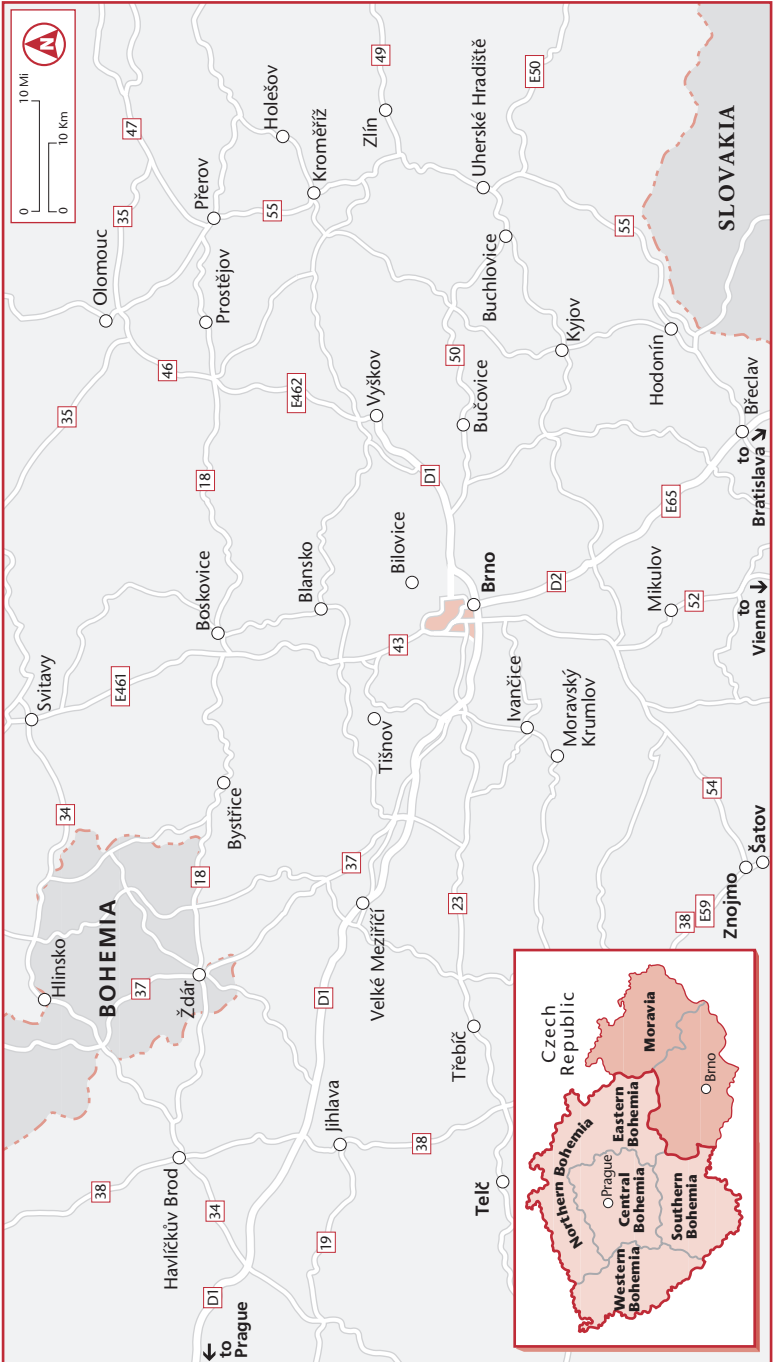 0
10 Mi
0
10 Km
N
SLOVAKIA
BOHEMIA
Svitavy
Hlinsko
Olomouc
Přerov
Prostějov
Holešov
Kroměříž
Zlín
Uherské Hradiště
Buchlovice
Kyjov
Hodonín
Břeclav
Bučovice
Vyškov
Boskovice
Blansko
Bilovice
Brno
Mikulov
Tišnov
Ivančice
Moravský
Krumlov
Bystřice
Žďár
Velké Meziříčí
Třebíč
Jihlava
Havlíčkův Brod
Telč
Znojmo
Šatov
to
Bratislava
to
Vienna
to
Prague
47
35
49
E50
55
55
46
35
E462
50
18
D1
E65
D2
52
E461
43
34
18
37
37
23
54
38
E59
D1
38
38
34
19
D1
Czech
Republic
Moravia
Brno
Northern Bohemia
Eastern
Bohemia
Prague
Central
Bohemia
Southern
Bohemia
Western
Bohemia